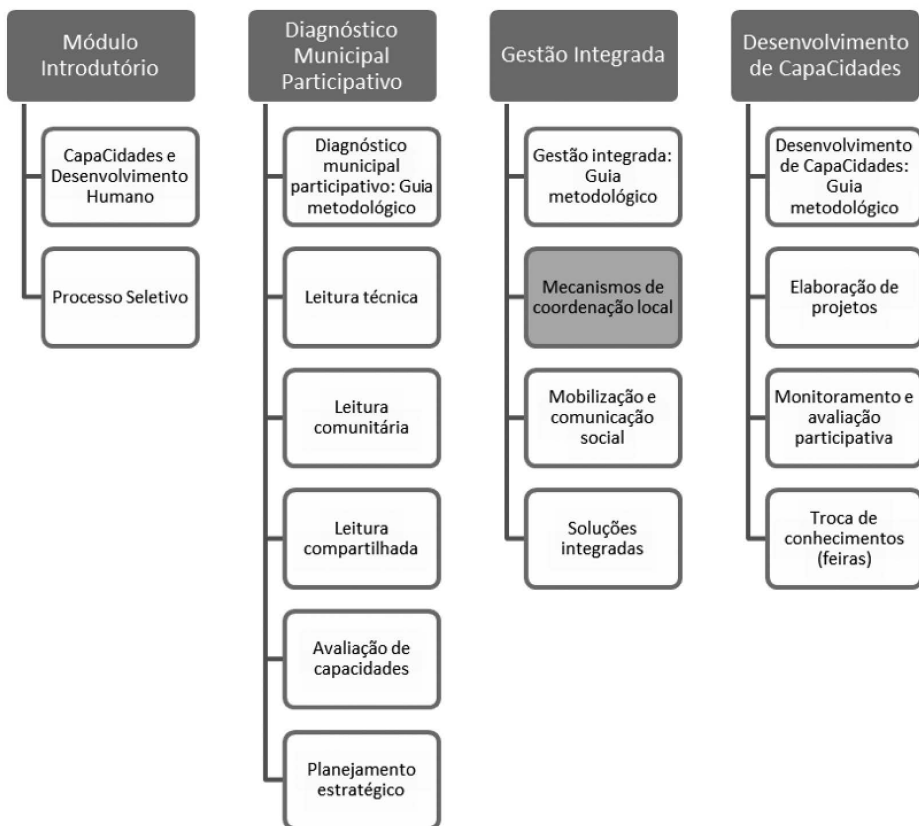 Módulo
Introdutório
CapaCidades e
Desenvolvimento
Humano
Processo Seletivo
Diagnóstico
Municipal
Participativo
Diagnóstico
municipal
participativo: Guia
metodológico
Leitura técnica
Leitura
comunitária
Leitura
compartilhada
Avaliação de
capacidades
Planejamento
estratégico
Gestão Integrada
Gestão integrada:
Guia
metodológico
Mecanismos de
coordenação local
Mobilização e
comunicação
social
Soluções
integradas
Desenvolvimento
de CapaCidades
Desenvolvimento
de CapaCidades:
Guia
metodológico
Elaboração de
projetos
Monitoramento e
avaliação
participativa
Troca de
conhecimentos
(feiras)